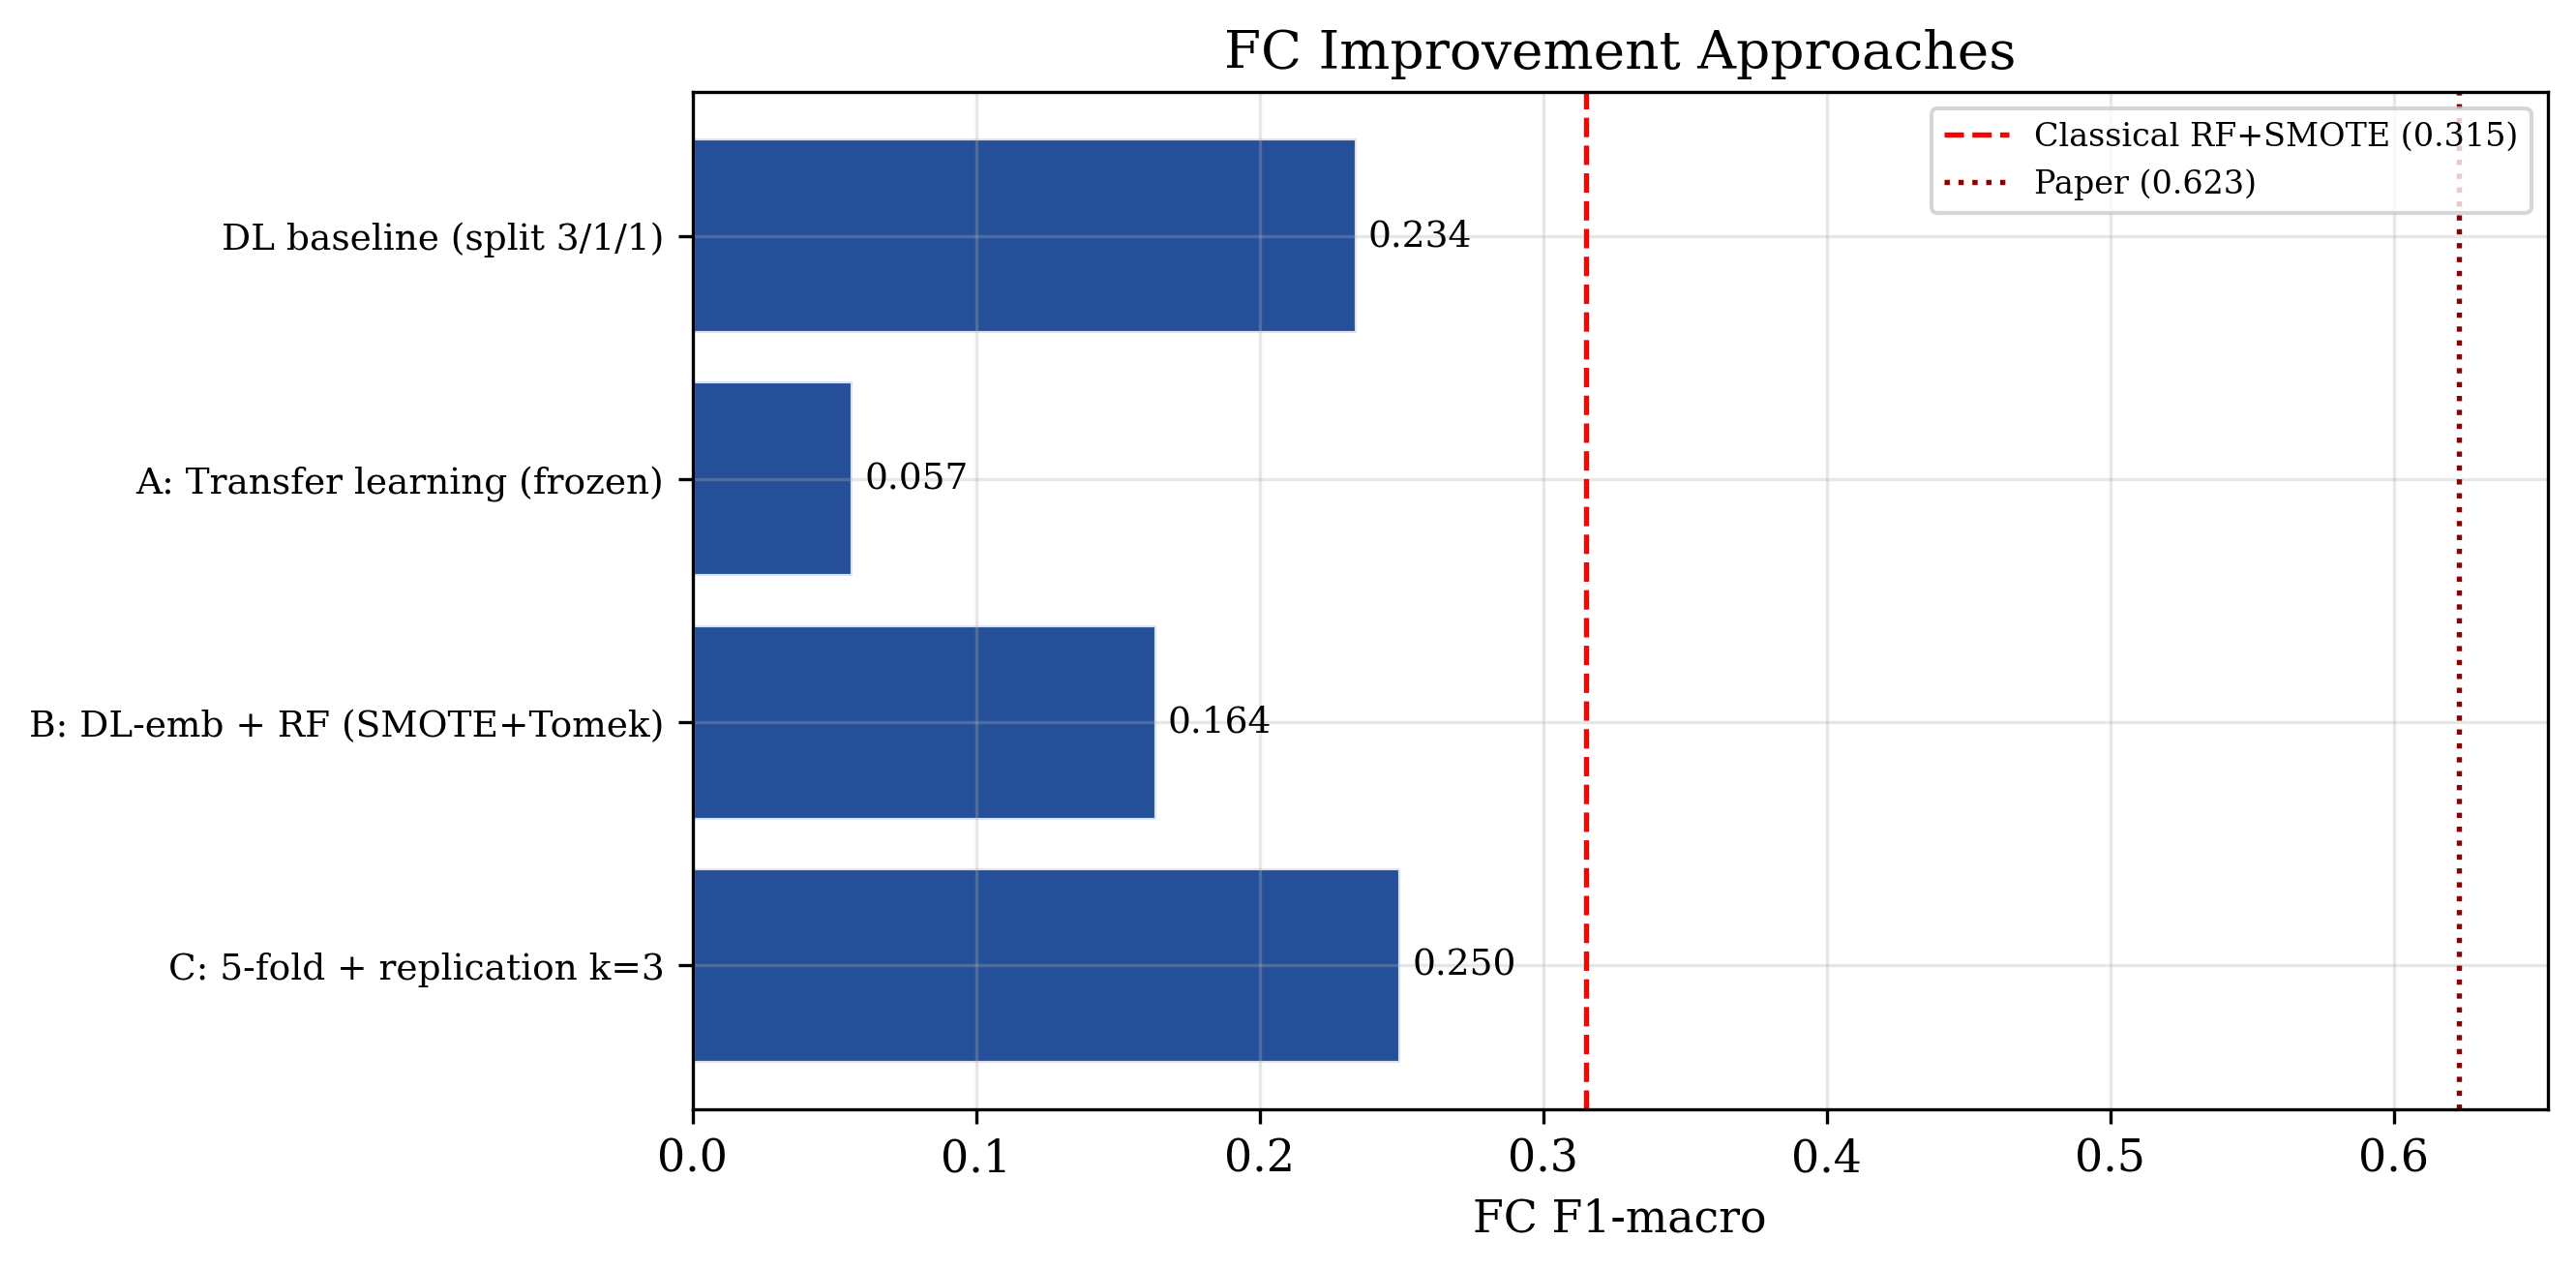 FC Improvement Approaches
Classical RF+SMOTE (0.315)
Paper (0.623)
DL baseline (split 3/1/1)
0.234
A: Transfer learning (frozen)
0.057
B: DL-emb + RF (SMOTE+Tomek)
0.164
C: 5-fold + replication k=3
0.250
0.0 0.1 0.2 0.3 0.4 0.5 0.6
FC F1-macro